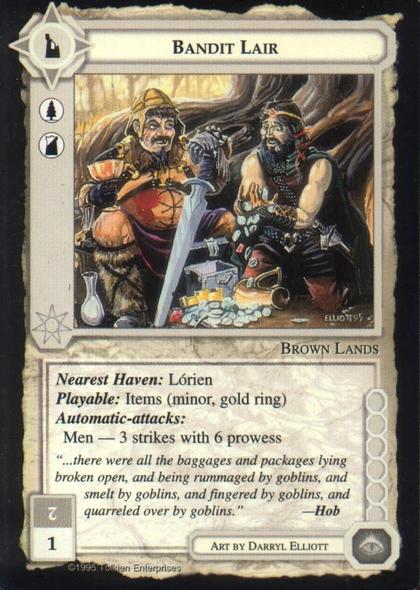 BANDIT LAIR
ELLIOTT 95
BROWN LANDS
Nearest Haven: Lórien
Playable: Items (minor, gold ring)
Automatic-attacks:
Men — 3 strikes with 6 prowess
"...there were all the baggages and packages lying
broken open, and being rummaged by goblins, and
smelt by goblins, and fingered by goblins, and
quarreled over by goblins." —Hob
2
1
ART BY DARRYL ELLIOTT
©1995 Tolkien Enterprises